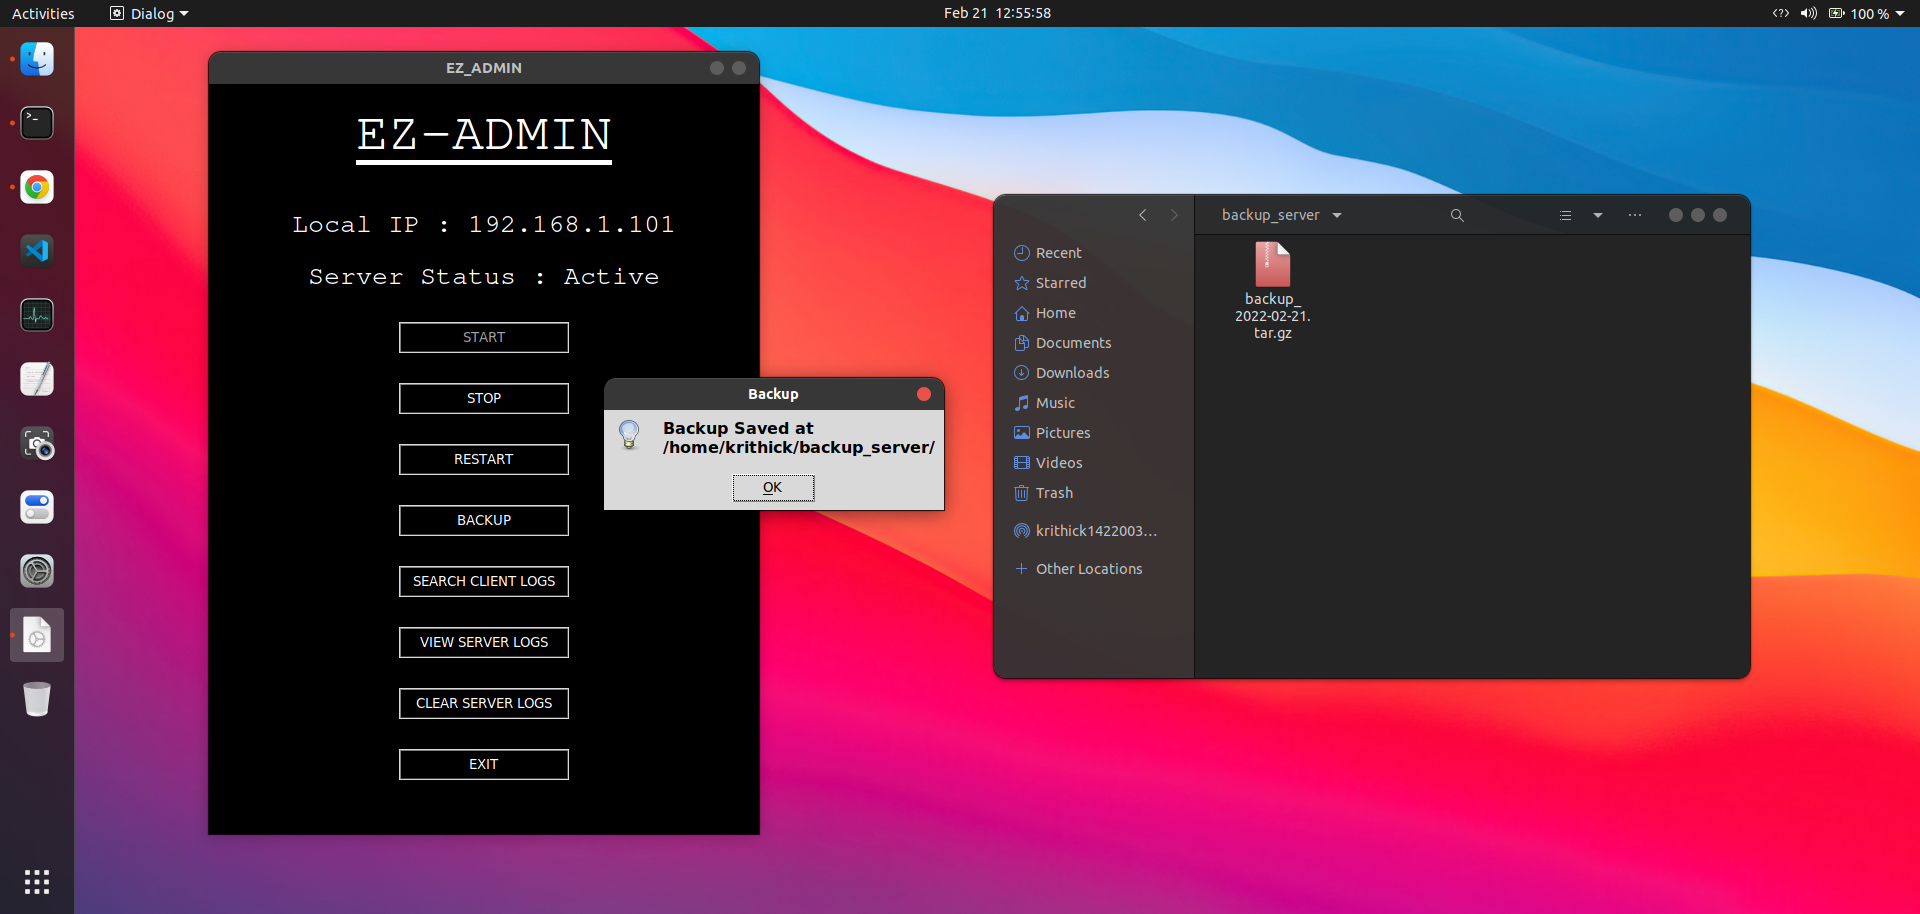 Activities
Dialog
Feb 21 12:55:58
100 %
EZ_ADMIN
EZ-ADMIN
Local IP : 192.168.1.101
Server Status : Active
START
STOP
RESTART
BACKUP
SEARCH CLIENT LOGS
VIEW SERVER LOGS
CLEAR SERVER LOGS
EXIT
Backup
Backup Saved at
/home/krithick/backup_server/
OK
backup_server
Recent
Starred
Home
Documents
Downloads
Music
Pictures
Videos
Trash
krithick1422003...
Other Locations
backup_
2022-02-21.
tar.gz